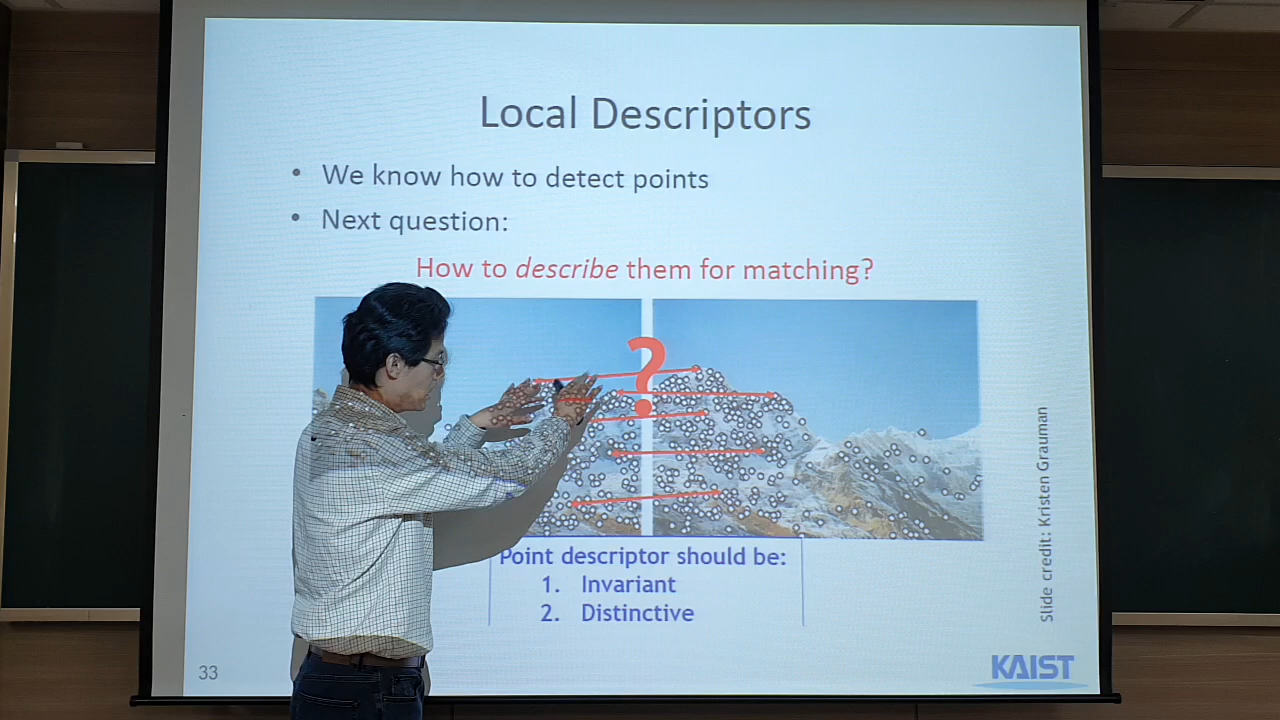 Local Descriptors
• We know how to detect points
• Next question:
How to describe them for matching?
?
Point descriptor should be:
1. Invariant
2. Distinctive
Slide credit: Kristen Grauman
33
KAIST